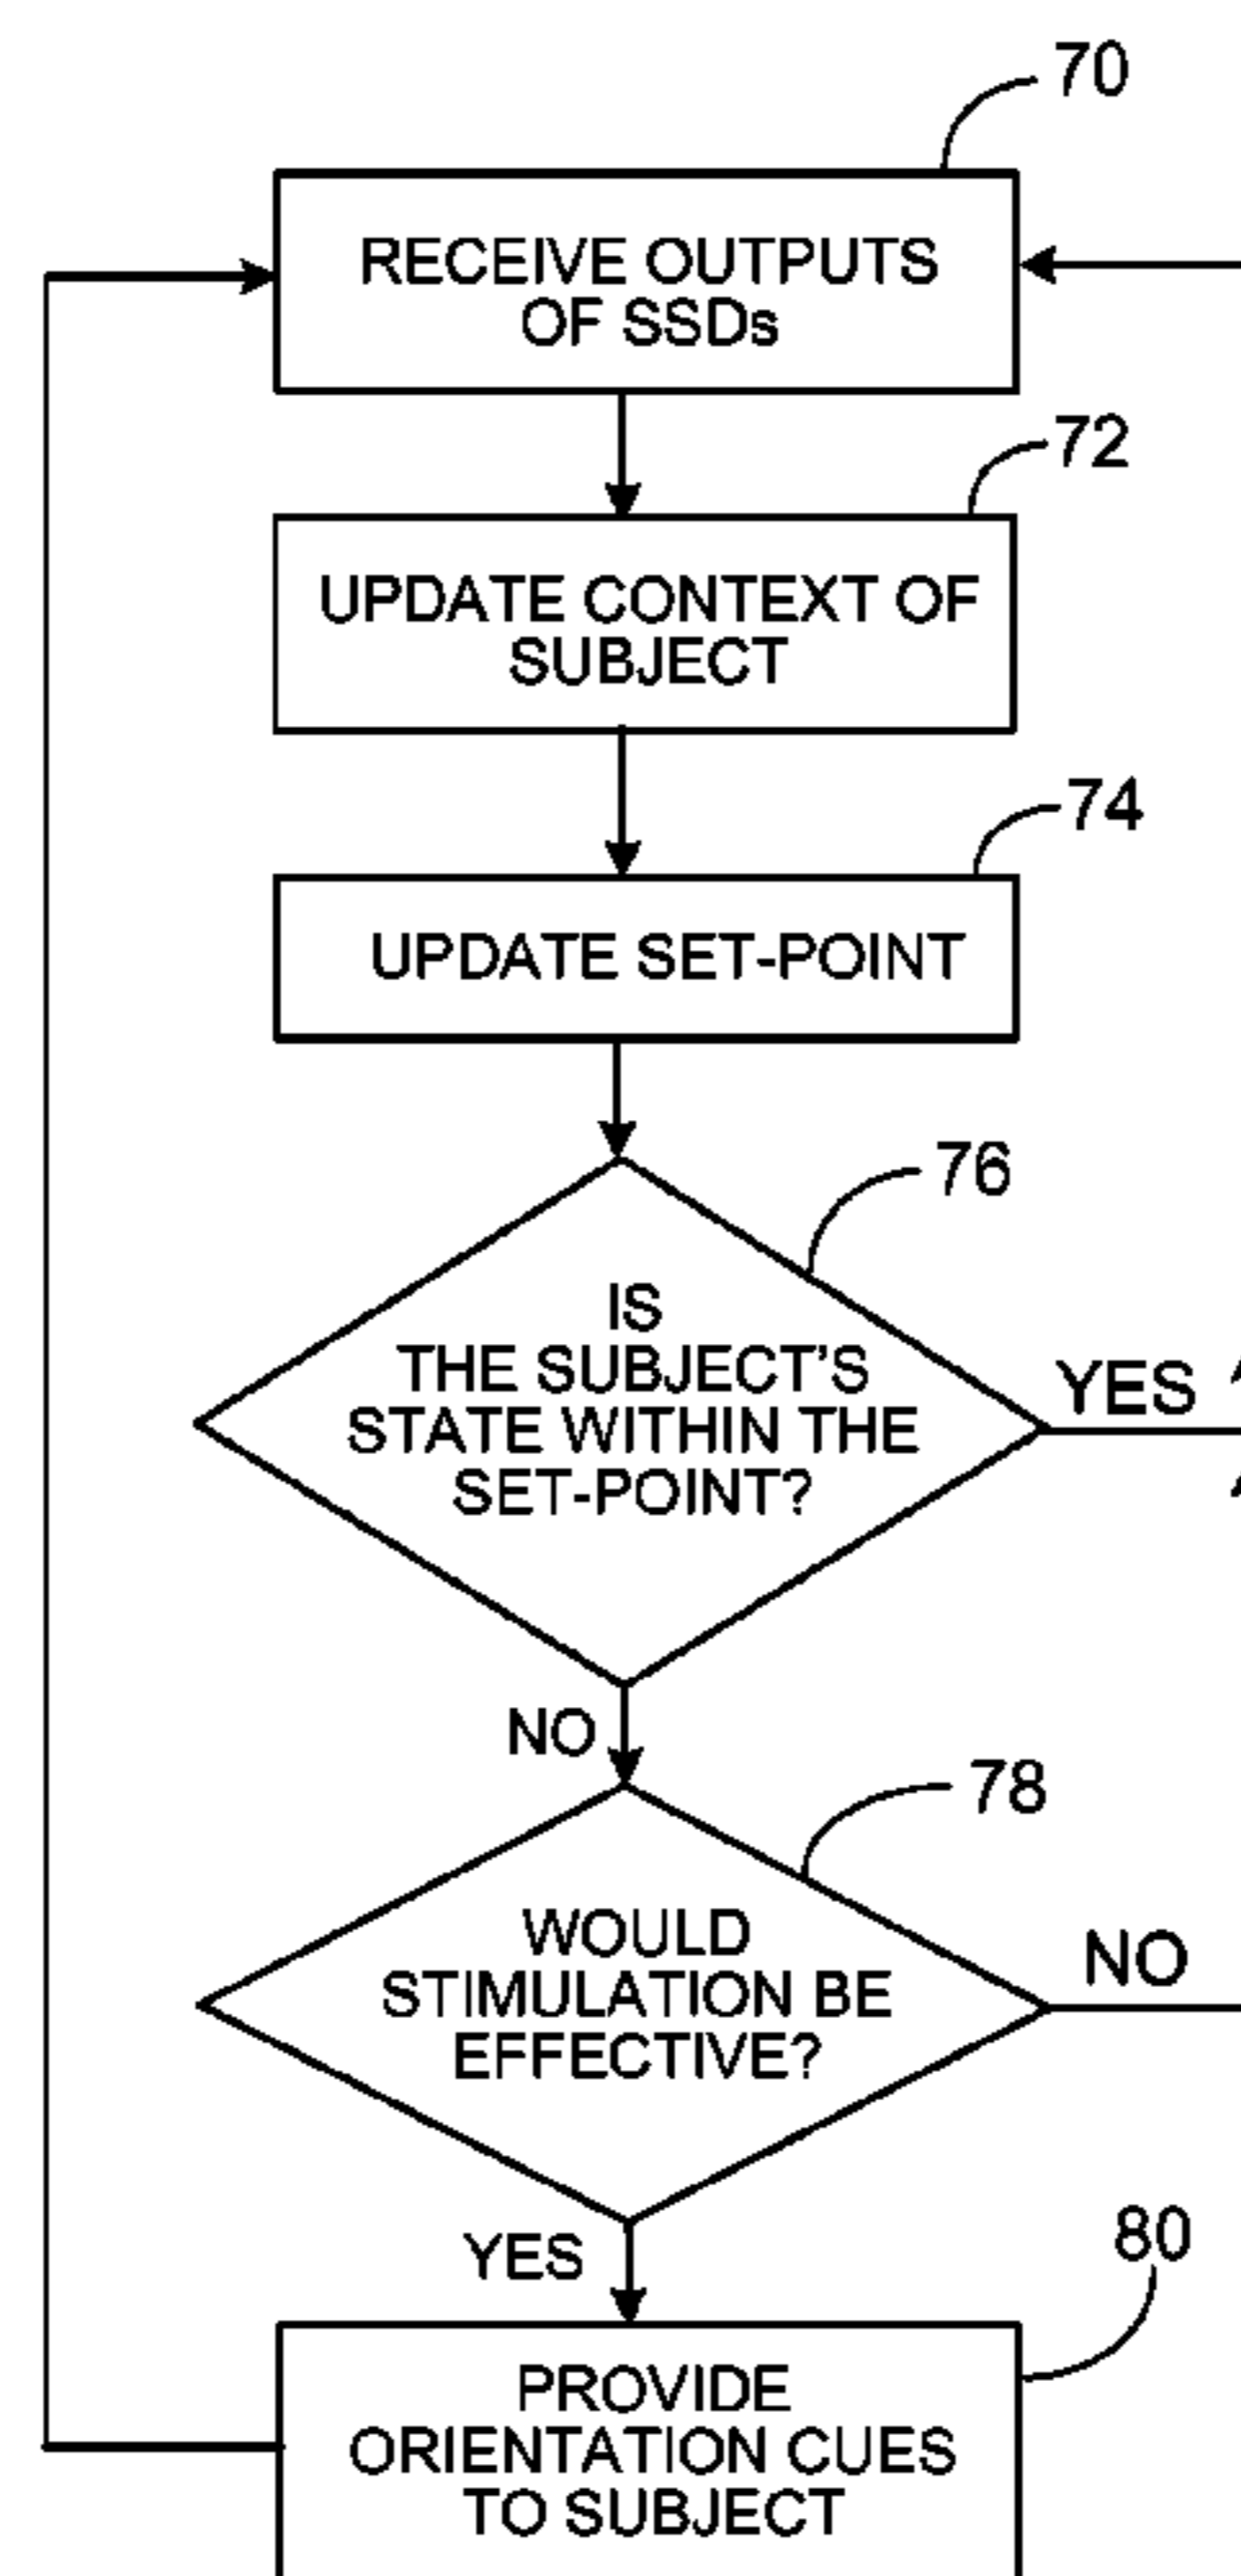 70
RECEIVE OUTPUTS
OF SSDs
72
UPDATE CONTEXT OF
SUBJECT
74
UPDATE SET-POINT
76
IS
THE SUBJECT'S
STATE WITHIN THE
SET-POINT?
YES
NO
78
WOULD
STIMULATION BE
EFFECTIVE?
NO
YES
80
PROVIDE
ORIENTATION CUES
TO SUBJECT